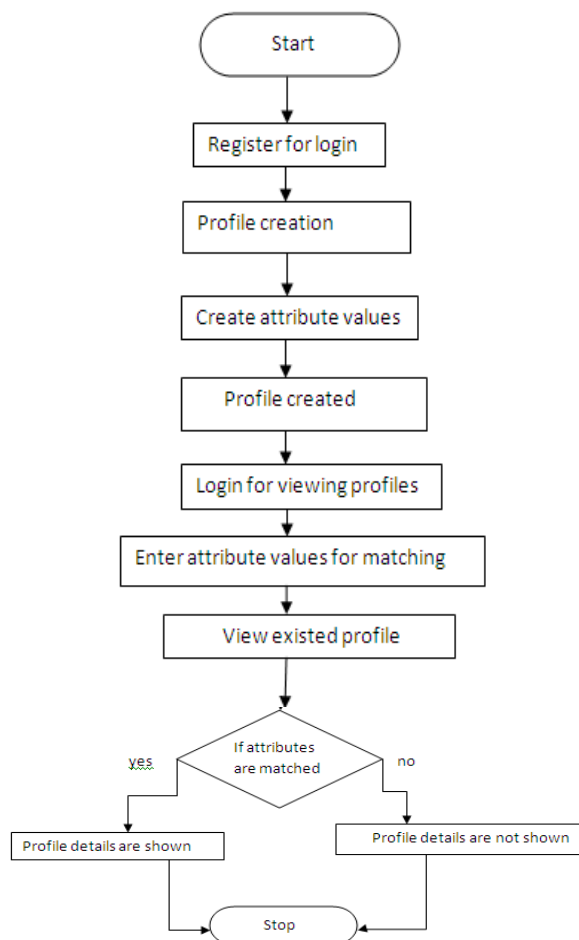 Start
Register for login
Profile creation
Create attribute values
Profile created
Login for viewing profiles
Enter attribute values for matching
View existed profile
If attributes
are matched
yes
no
Profile details are shown
Profile details are not shown
Stop